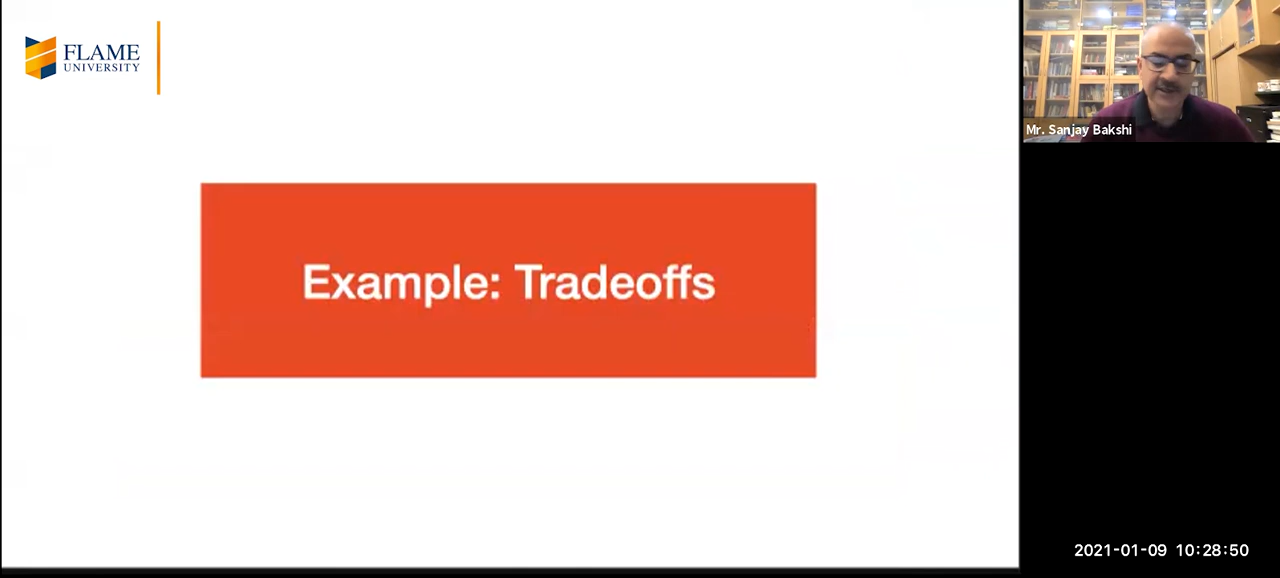 FLAME
UNIVERSITY
Mr. Sanjay Bakshi
Example: Tradeoffs
2021-01-09 10:28:50